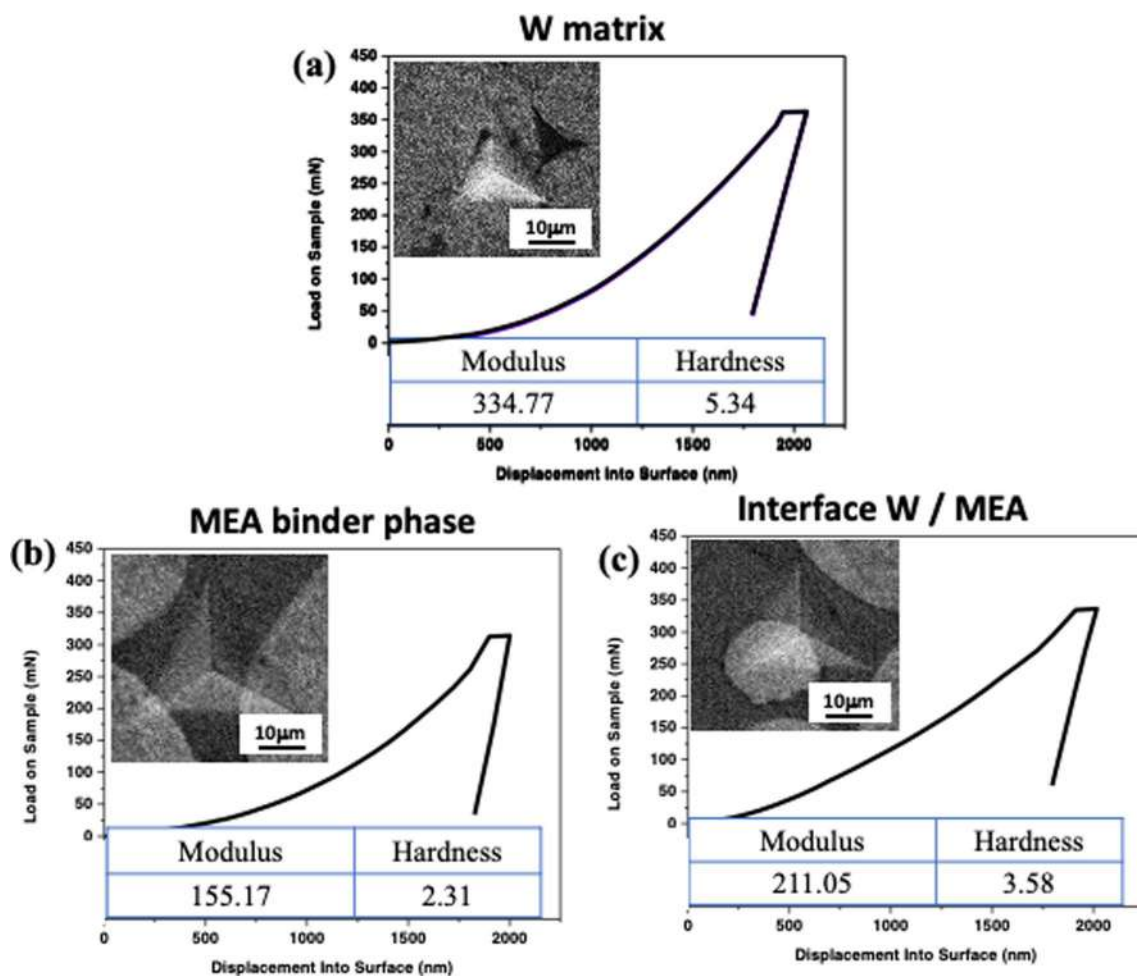 W matrix
(a)
450
400
350
300
250
200
150
100
50
0
Load on Sample (mN)
10μm
Modulus Hardness
334.77 5.34
0 500 1000 1500 2000
Displacement Into Surface (nm)
MEA binder phase
(b)
450
400
350
300
250
200
150
100
50
0
Load on Sample (mN)
10μm
Modulus Hardness
155.17 2.31
0 500 1000 1500 2000
Displacement Into Surface (nm)
Interface W / MEA
(c)
450
400
350
300
250
200
150
100
50
0
Load on Sample (mN)
10μm
Modulus Hardness
211.05 3.58
0 500 1000 1500 2000
Displacement Into Surface (nm)